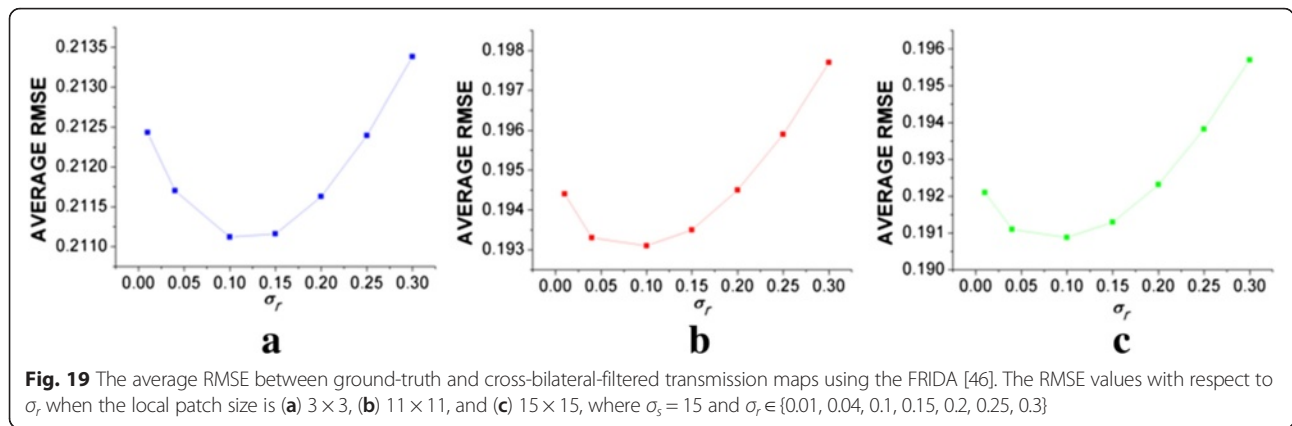 0.2135
0.2130
0.2125
0.2120
0.2115
0.2110
AVERAGE RMSE
0.00 0.05 0.10 0.15 0.20 0.25 0.30
σr
a
0.198
0.197
0.196
0.195
0.194
0.193
AVERAGE RMSE
0.00 0.05 0.10 0.15 0.20 0.25 0.30
σr
b
0.196
0.195
0.194
0.193
0.192
0.191
0.190
AVERAGE RMSE
0.00 0.05 0.10 0.15 0.20 0.25 0.30
σr
c
Fig. 19 The average RMSE between ground-truth and cross-bilateral-filtered transmission maps using the FRIDA [46]. The RMSE values with respect to
σr when the local patch size is (a) 3 × 3, (b) 11 × 11, and (c) 15 × 15, where σs = 15 and σr ∈ {0.01, 0.04, 0.1, 0.15, 0.2, 0.25, 0.3}